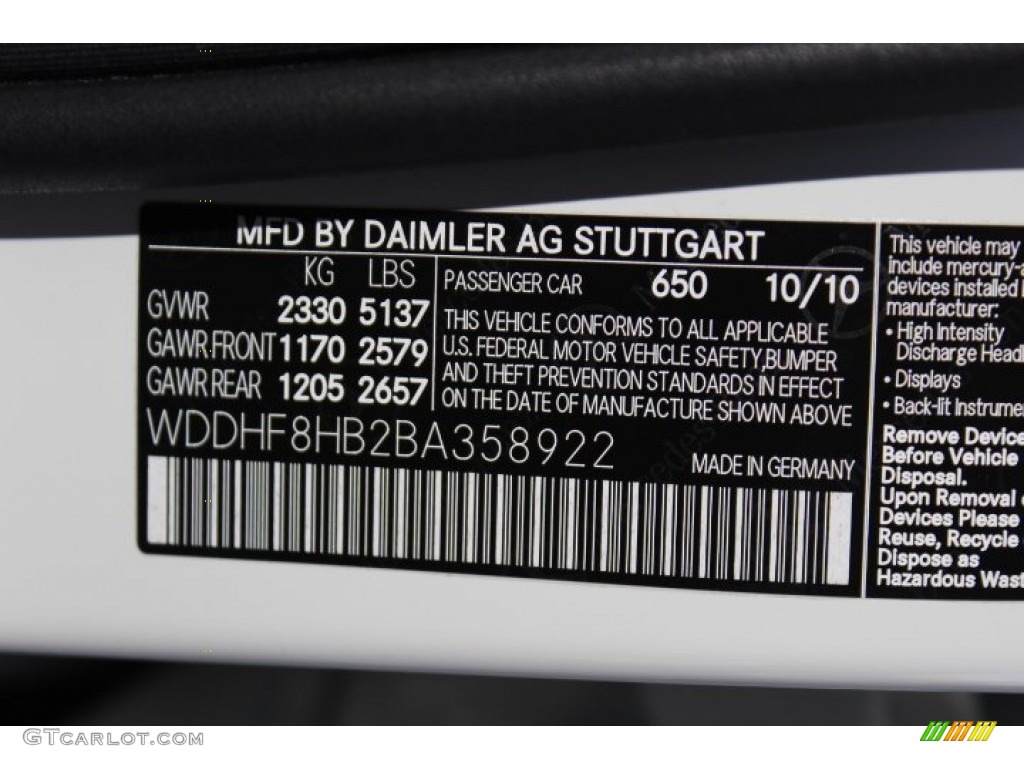 MFD BY DAIMLER AG STUTTGART
KG LBS
GVWR 2330 5137
GAWR FRONT 1170 2579
GAWR REAR 1205 2657
PASSENGER CAR 650 10/10
THIS VEHICLE CONFORMS TO ALL APPLICABLE
U.S. FEDERAL MOTOR VEHICLE SAFETY,BUMPER
AND THEFT PREVENTION STANDARDS IN EFFECT
ON THE DATE OF MANUFACTURE SHOWN ABOVE
WDDHF8HB2BA358922
MADE IN GERMANY
This vehicle may
include mercury-
devices installed
manufacturer:
• High Intensity
Discharge Head
• Displays
• Back-lit Instrume
Remove Device
Before Vehicle
Disposal.
Upon Removal
Devices Please
Reuse, Recycle
Dispose as
Hazardous Wast
GTcarlot.com